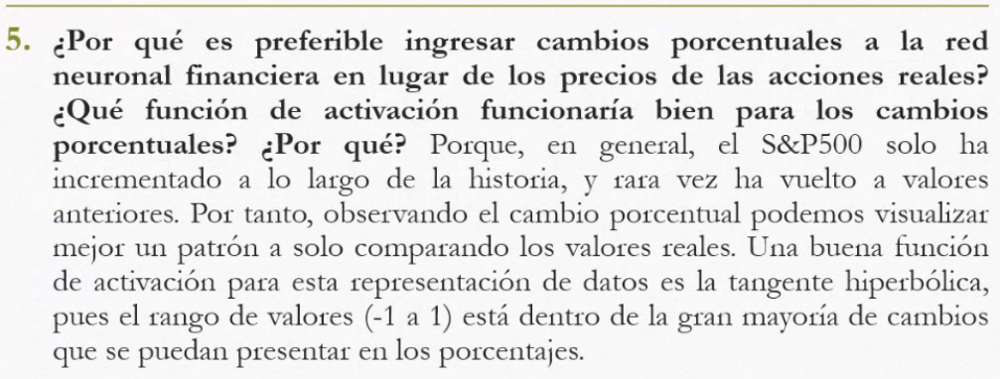 5. ¿Por qué es preferible ingresar cambios porcentuales a la red
neuronal financiera en lugar de los precios de las acciones reales?
¿Qué función de activación funcionaría bien para los cambios
porcentuales? ¿Por qué? Porque, en general, el S&P500 solo ha
incrementado a lo largo de la historia, y rara vez ha vuelto a valores
anteriores. Por tanto, observando el cambio porcentual podemos visualizar
mejor un patrón a solo comparando los valores reales. Una buena función
de activación para esta representación de datos es la tangente hiperbólica,
pues el rango de valores (-1 a 1) está dentro de la gran mayoría de cambios
que se puedan presentar en los porcentajes.